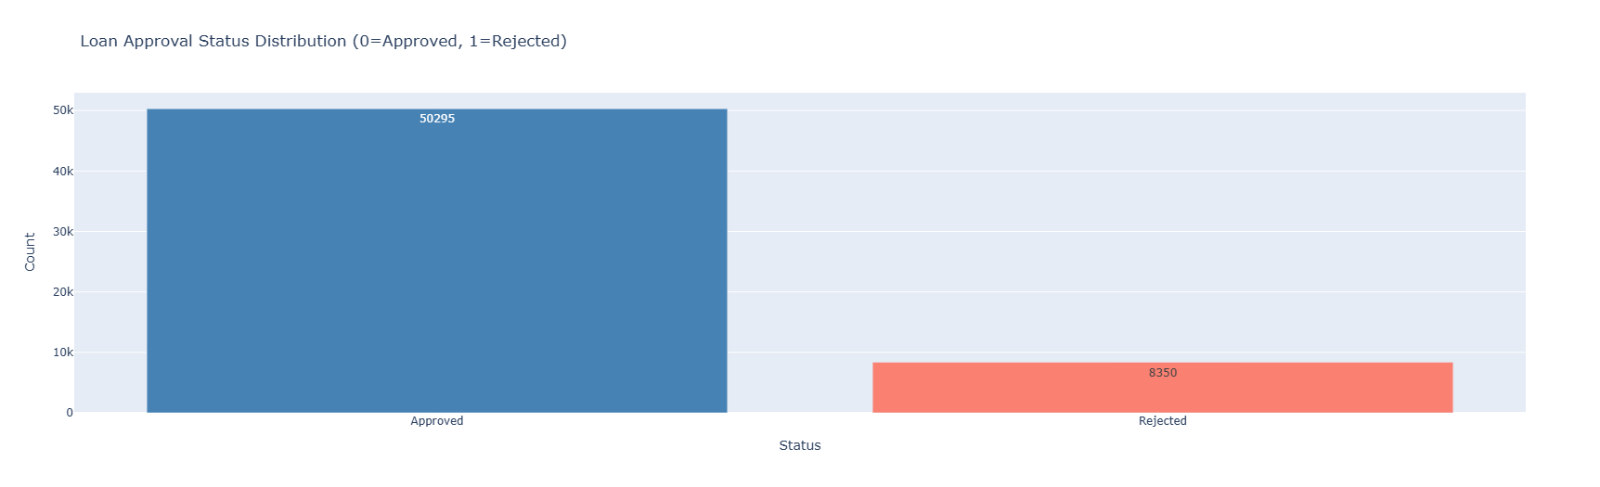 Loan Approval Status Distribution (0=Approved, 1=Rejected)
50k
40k
30k
20k
10k
0
Count
50295
8350
Approved
Rejected
Status